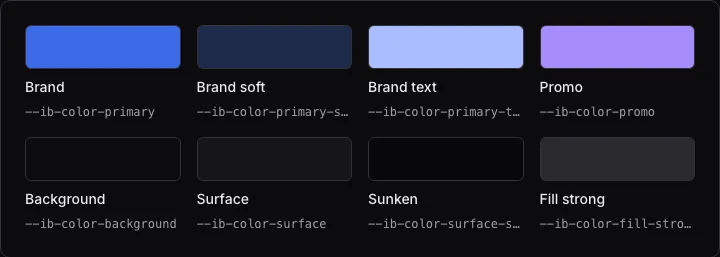 Brand
Brand soft
Brand text
Promo
--ib-color-primary
--ib-color-primary-s…
--ib-color-primary-t…
--ib-color-promo
Background
Surface
Sunken
Fill strong
--ib-color-background
--ib-color-surface
--ib-color-surface-s…
--ib-color-fill-stro…